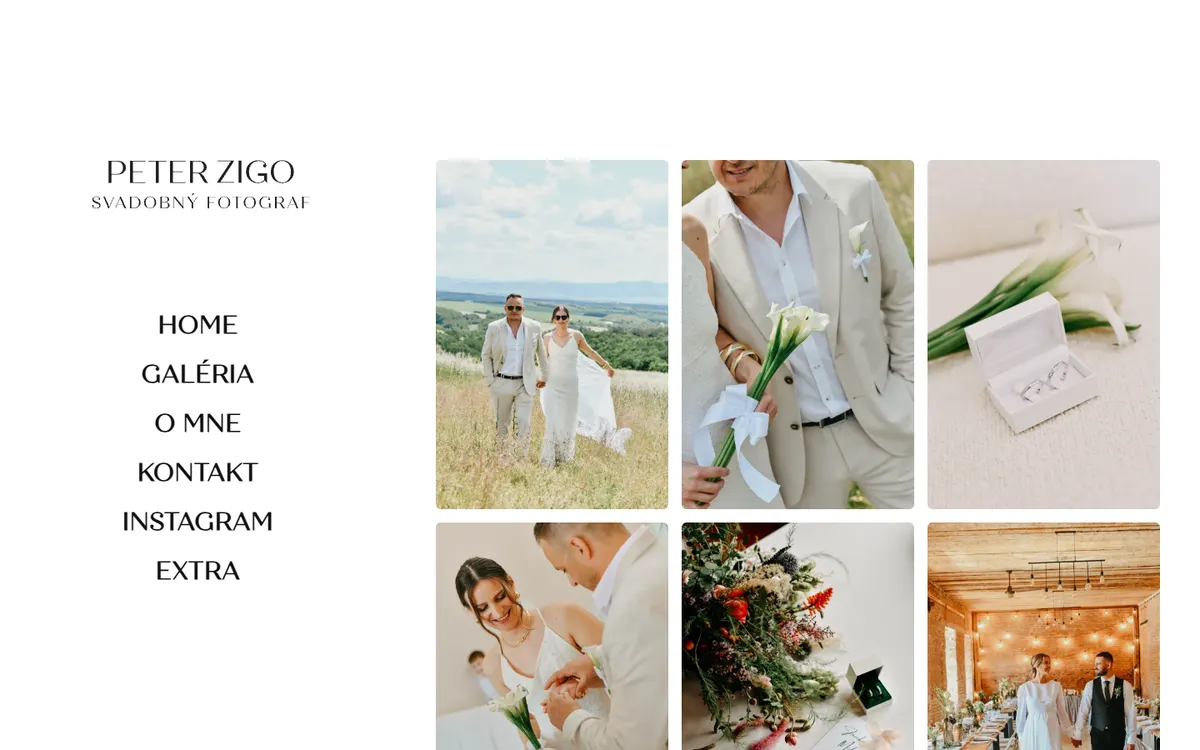 PETER ZIGO
SVADOBNÝ FOTOGRAF
HOME
GALÉRIA
O MNE
KONTAKT
INSTAGRAM
EXTRA